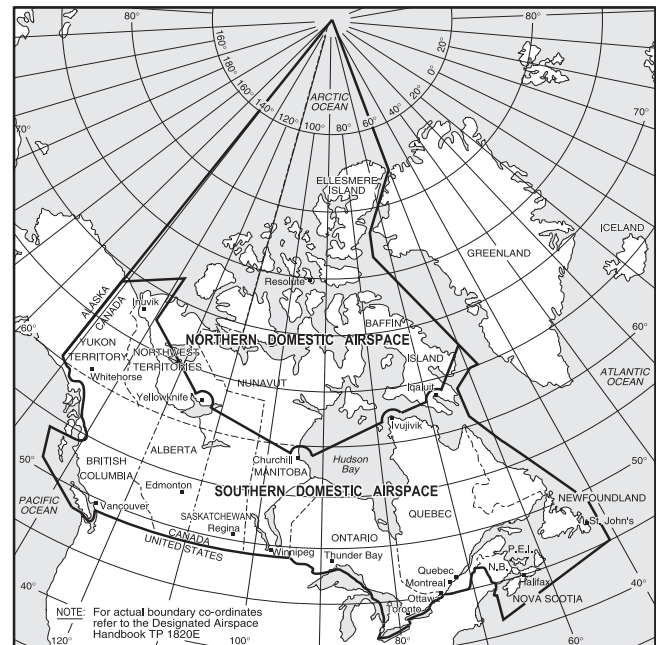 80°
80°
160°
180°
160°
140°
120°
100°
80°
60°
40°
20°
0°
20°
ARCTIC
OCEAN
70°
70°
ELLESMERE
ISLAND
ICELAND
GREENLAND
ALASKA
CANADA
Resolute
Inuvik
BAFFIN
ISLAND
60°
60°
NORTHERN DOMESTIC AIRSPACE
YUKON
TERRITORY
NORTHWEST
TERRITORIES
NUNAVUT
Whitehorse
Yellowknife
Iqaluit
ATLANTIC
OCEAN
Ivujivik
50°
50°
BRITISH
COLUMBIA
ALBERTA
Churchill
MANITOBA
Hudson
Bay
Edmonton
SOUTHERN DOMESTIC AIRSPACE
PACIFIC
OCEAN
Vancouver
SASKATCHEWAN
Regina
QUEBEC
NEWFOUNDLAND
St. John's
CANADA
UNITED STATES
Winnipeg
ONTARIO
Thunder Bay
P.E.I.
N.B.
Quebec
Montreal
Ottawa
Toronto
Halifax
NOVA SCOTIA
40°
40°
NOTE: For actual boundary co-ordinates
refer to the Designated Airspace
Handbook TP 1820E
120°
100°
80°
60°